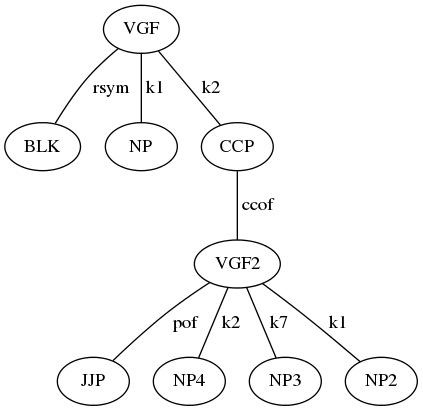 VGF
rsym k1 k2
BLK NP CCP
ccof
VGF2
pof k2 k7 k1
JJP NP4 NP3 NP2